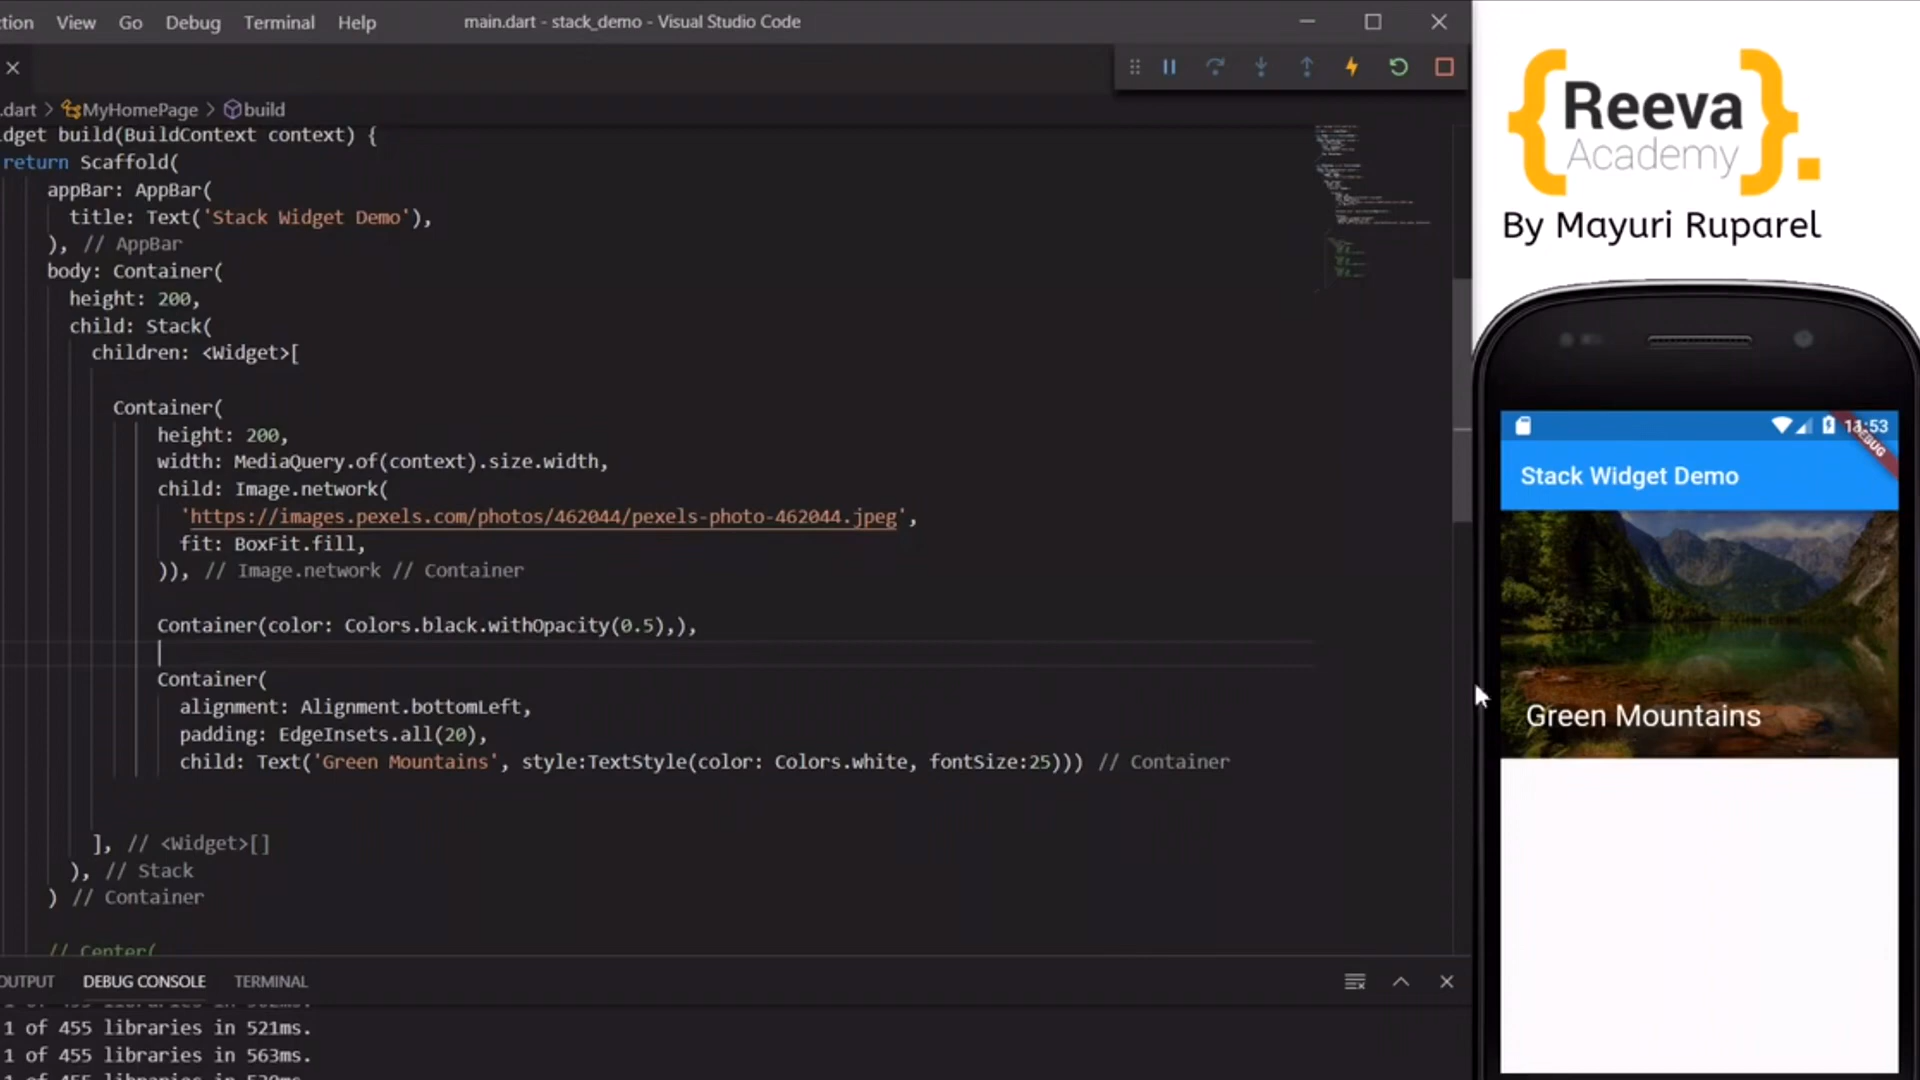 ction View Go Debug Terminal Help main.dart - stack_demo - Visual Studio Code
.dart > MyHomePage > build
idget build(BuildContext context) {
return Scaffold(
appBar: AppBar(
title: Text('Stack Widget Demo'),
), // AppBar
body: Container(
height: 200,
child: Stack(
children: <Widget>[
Container(
height: 200,
width: MediaQuery.of(context).size.width,
child: Image.network(
'https://images.pexels.com/photos/462044/pexels-photo-462044.jpeg',
fit: BoxFit.fill,
)), // Image.network // Container
Container(color: Colors.black.withOpacity(0.5),),
Container(
alignment: Alignment.bottomLeft,
padding: EdgeInsets.all(20),
child: Text('Green Mountains', style:TextStyle(color: Colors.white, fontSize:25))) // Container
], // <Widget>[]
), // Stack
) // Container
// Center(
OUTPUT DEBUG CONSOLE TERMINAL
1 of 455 libraries in 521ms.
1 of 455 libraries in 563ms.
{Reeva
Academy}.
By Mayuri Ruparel
11:53
DEBUG
Stack Widget Demo
Green Mountains